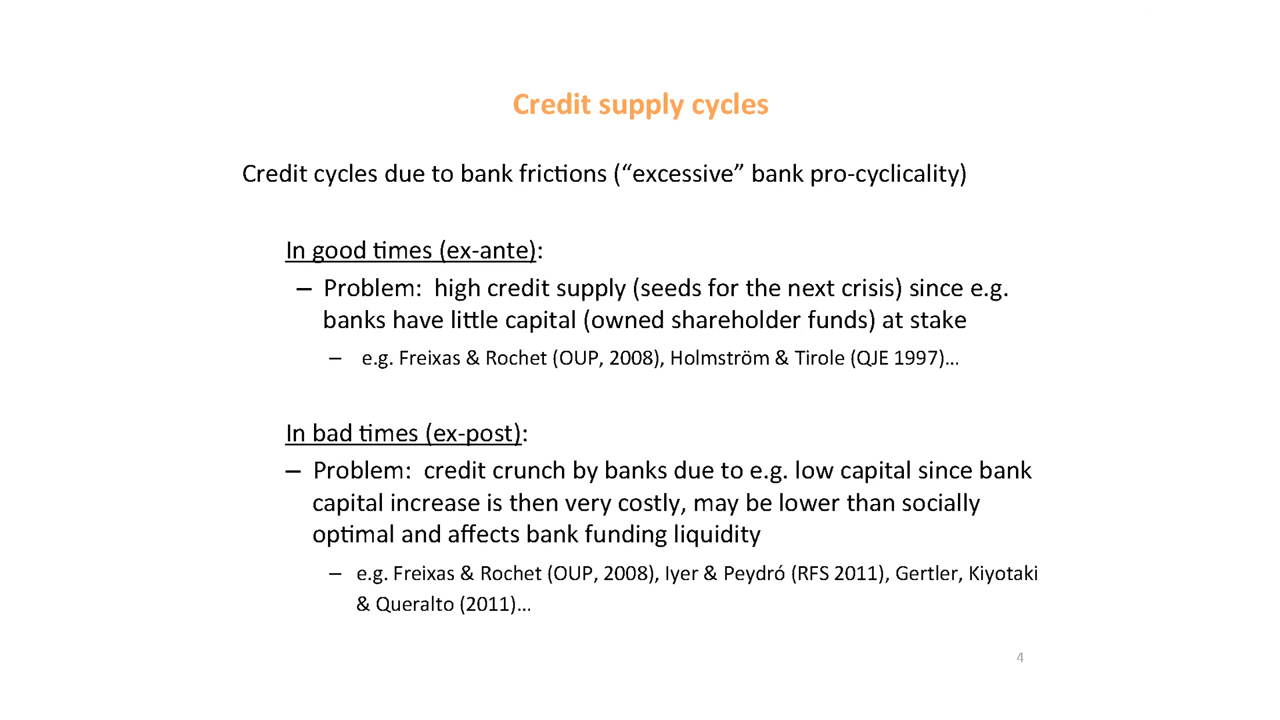 Credit supply cycles
Credit cycles due to bank frictions (“excessive” bank pro-cyclicality)
In good times (ex-ante):
– Problem:  high credit supply (seeds for the next crisis) since e.g.
banks have little capital (owned shareholder funds) at stake
– e.g. Freixas & Rochet (OUP, 2008), Holmström & Tirole (QJE 1997)…
In bad times (ex-post):
– Problem:  credit crunch by banks due to e.g. low capital since bank
capital increase is then very costly, may be lower than socially
optimal and affects bank funding liquidity
– e.g. Freixas & Rochet (OUP, 2008), Iyer & Peydró (RFS 2011), Gertler, Kiyotaki
& Queralto (2011)…
4